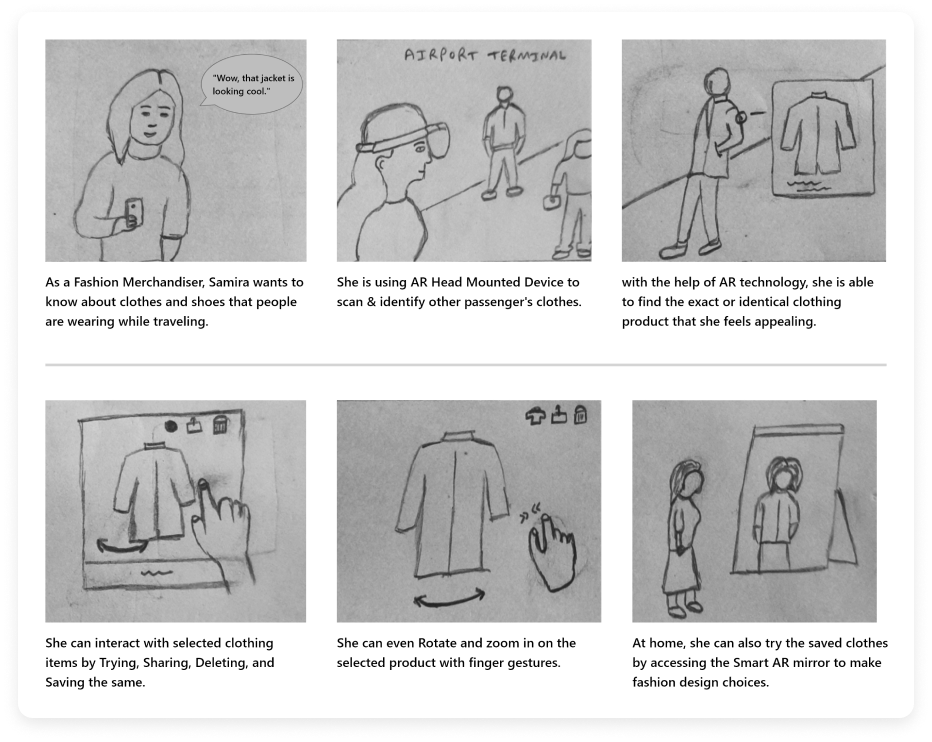 "Wow, that jacket is
looking cool."
AIRPORT TERMINAL
As a Fashion Merchandiser, Samira wants to
know about clothes and shoes that people
are wearing while traveling.
She is using AR Head Mounted Device to
scan & identify other passenger's clothes.
with the help of AR technology, she is able
to find the exact or identical clothing
product that she feels appealing.
She can interact with selected clothing
items by Trying, Sharing, Deleting, and
Saving the same.
She can even Rotate and zoom in on the
selected product with finger gestures.
At home, she can also try the saved clothes
by accessing the Smart AR mirror to make
fashion design choices.